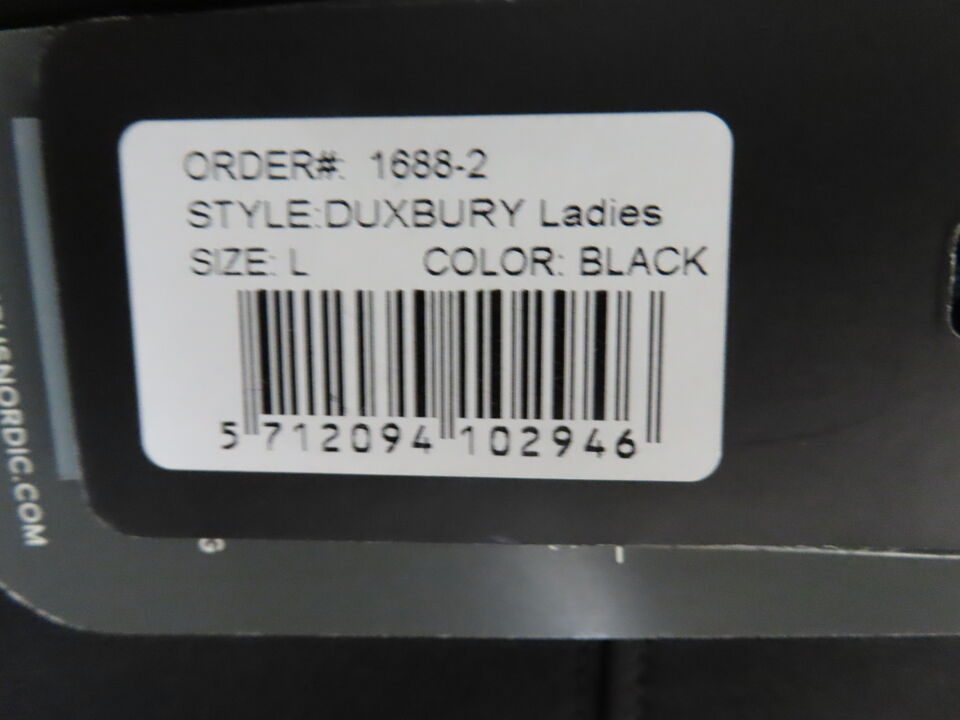 ORDER#: 1688-2
STYLE:DUXBURY Ladies
SIZE: L COLOR: BLACK
5 712094 102946